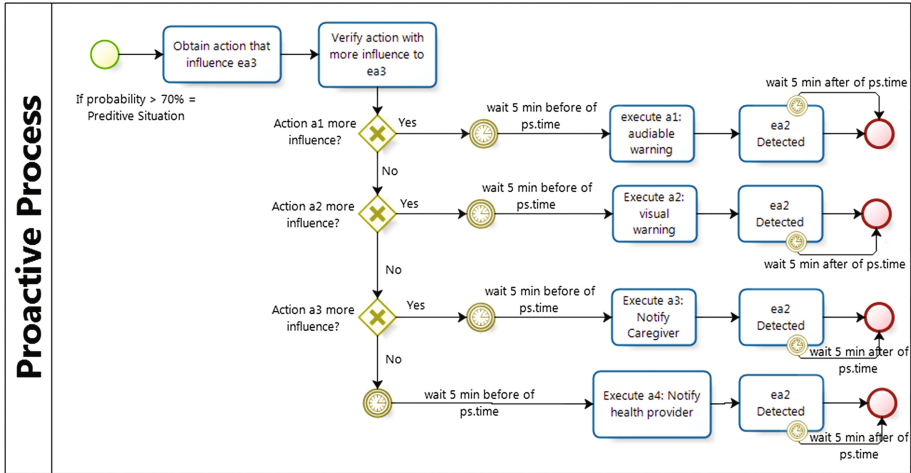 Proactive Process
Obtain action that
influence ea3
Verify action with
more influence to
ea3
If probability > 70% =
Preditive Situation
Action a1 more
influence?
Yes
wait 5 min before of
ps.time
execute a1:
audiable
warning
ea2
Detected
wait 5 min after of
ps.time
No
Action a2 more
influence?
Yes
wait 5 min before of
ps.time
Execute a2:
visual
warning
ea2
Detected
wait 5 min after of ps.time
No
Action a3 more
influence?
Yes
wait 5 min before of
ps.time
Execute a3:
Notify
Caregiver
ea2
Detected
wait 5 min after of
ps.time
No
wait 5 min before of
ps.time
Execute a4: Notify
health provider
ea2
Detected
wait 5 min after of
ps.time